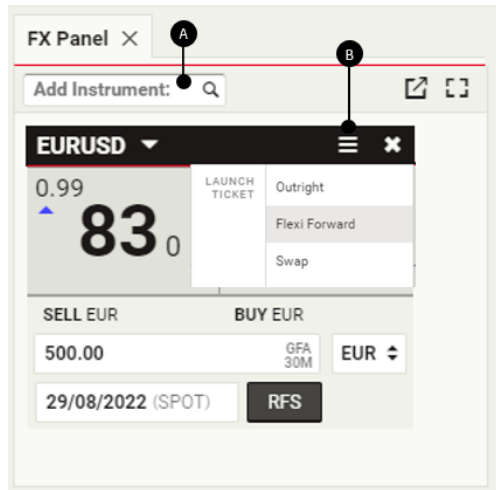 FX Panel
A
B
Add Instrument:
EURUSD
0.99
83 0
LAUNCH
TICKET
Outright
Flexi Forward
Swap
SELL EUR
BUY EUR
500.00
GFA
30M
EUR
29/08/2022 (SPOT)
RFS